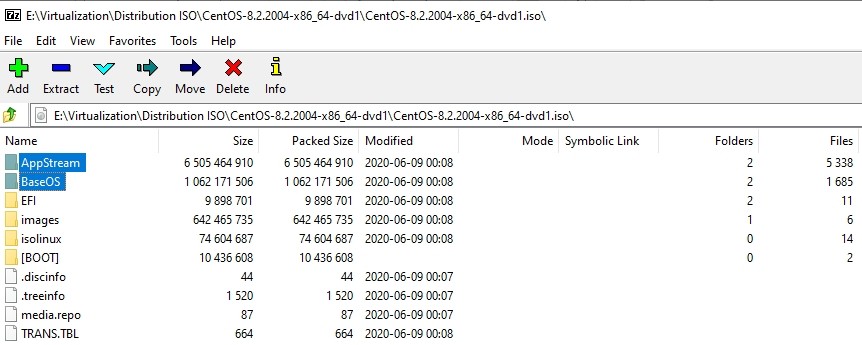 7z E:\Virtualization\Distribution ISO\CentOS-8.2.2004-x86_64-dvd1\CentOS-8.2.2004-x86_64-dvd1.iso\
File Edit View Favorites Tools Help
Add Extract Test Copy Move Delete Info
E:\Virtualization\Distribution ISO\CentOS-8.2.2004-x86_64-dvd1\CentOS-8.2.2004-x86_64-dvd1.iso\
Name Size Packed Size Modified Mode Symbolic Link Folders Files
AppStream 6 505 464 910 6 505 464 910 2020-06-09 00:08 2 5 338
BaseOS 1 062 171 506 1 062 171 506 2020-06-09 00:08 2 1 685
EFI 9 898 701 9 898 701 2020-06-09 00:08 2 11
images 642 465 735 642 465 735 2020-06-09 00:08 1 6
isolinux 74 604 687 74 604 687 2020-06-09 00:08 0 14
[BOOT] 10 436 608 10 436 608 0 2
.discinfo 44 44 2020-06-09 00:07
.treeinfo 1 520 1 520 2020-06-09 00:07
media.repo 87 87 2020-06-09 00:07
TRANS.TBL 664 664 2020-06-09 00:08